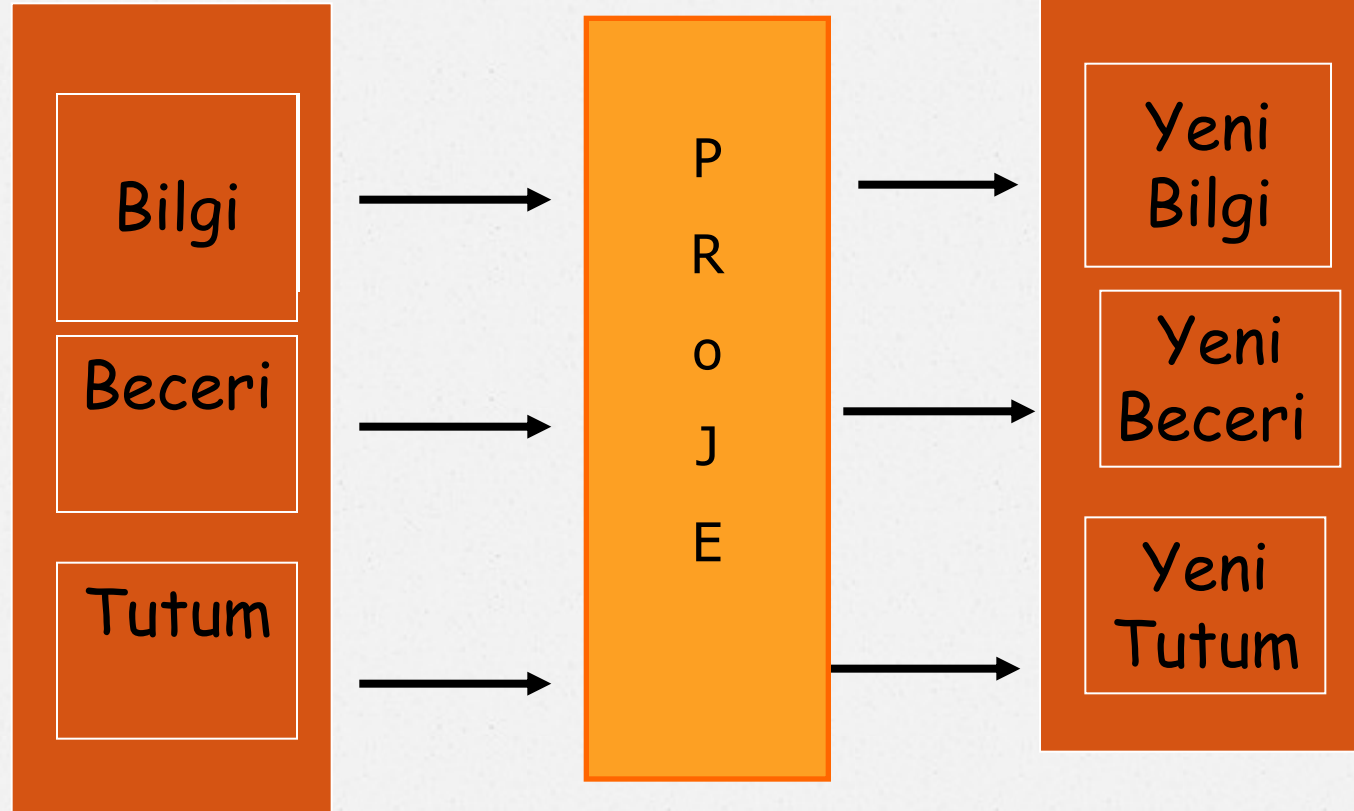 Bilgi
Beceri
Tutum
P
R
o
J
E
Yeni
Bilgi
Yeni
Beceri
Yeni
Tutum